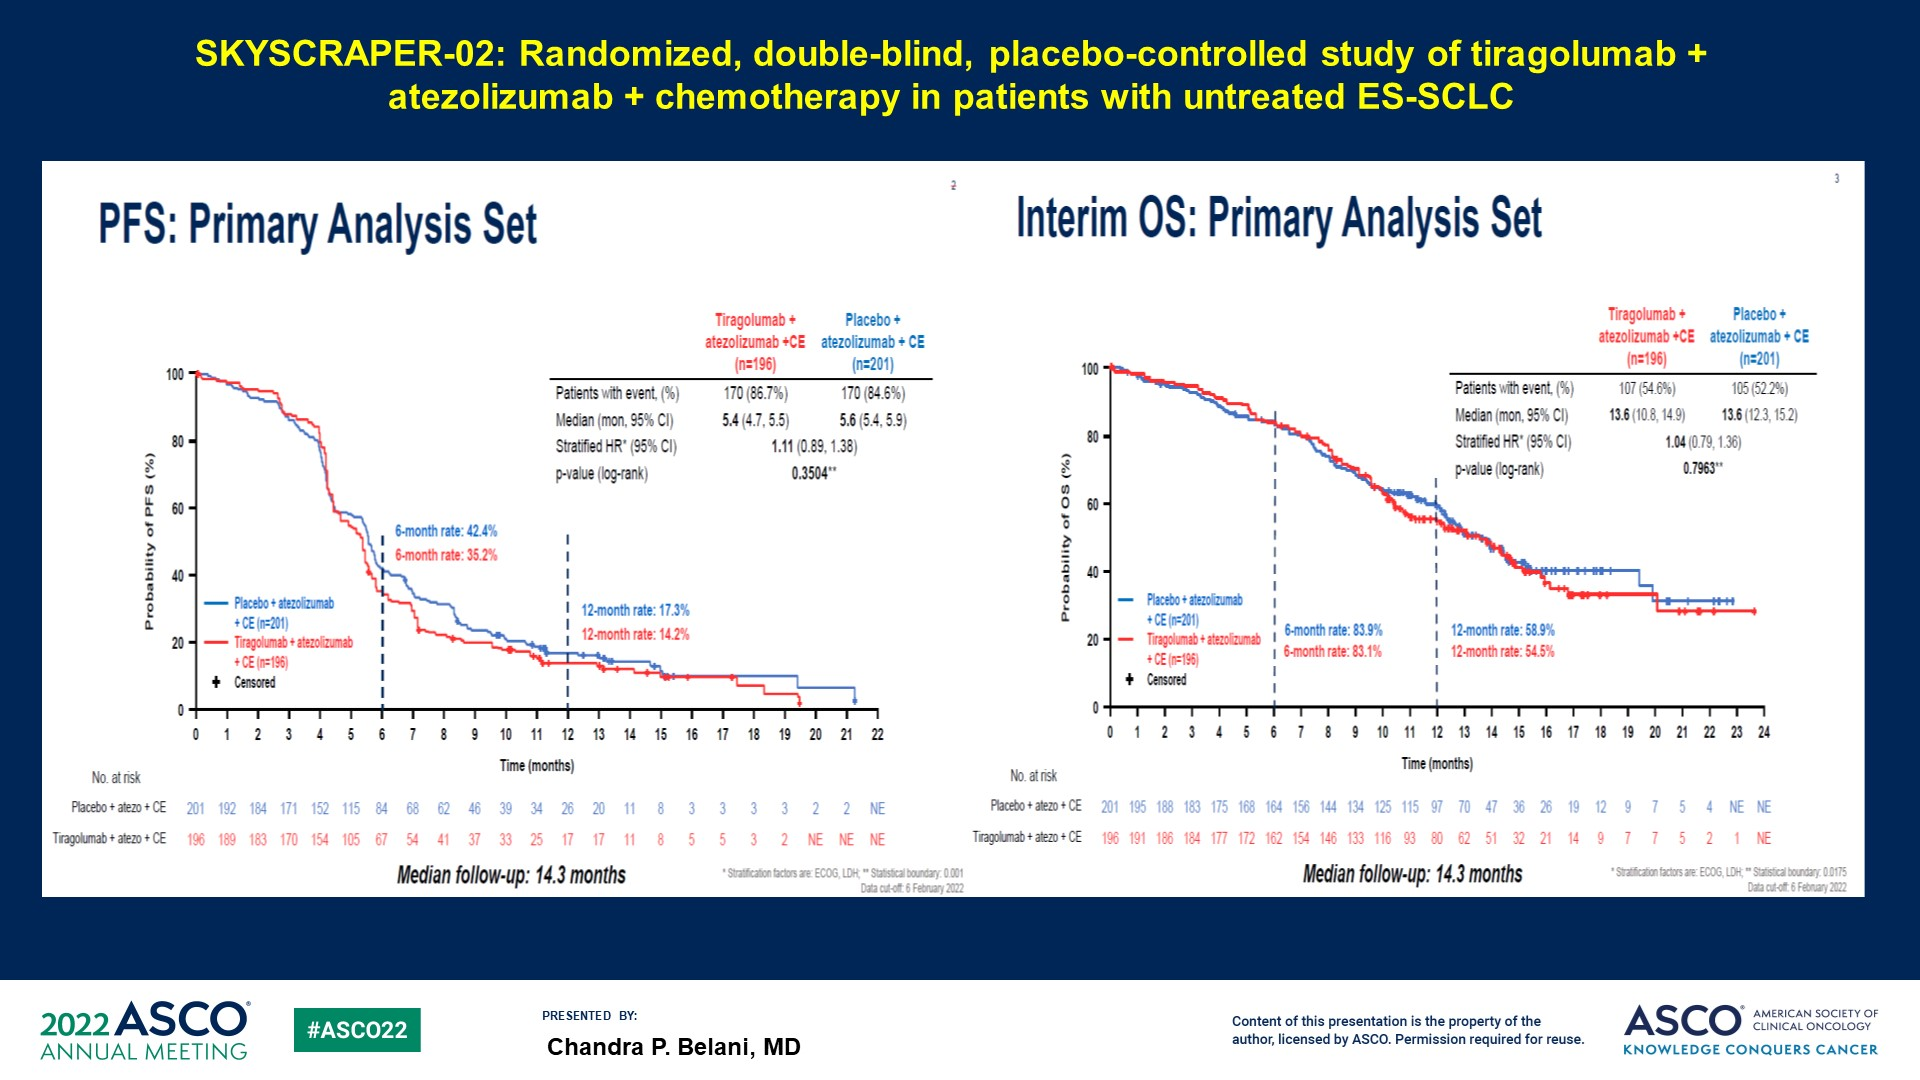 SKYSCRAPER-02: Randomized, double-blind, placebo-controlled study of tiragolumab +
atezolizumab + chemotherapy in patients with untreated ES-SCLC
2
PFS: Primary Analysis Set
Tiragolumab + Placebo +
atezolizumab +CE atezolizumab + CE
(n=196) (n=201)
Patients with event, (%) 170 (86.7%) 170 (84.6%)
Median (mon, 95% CI) 5.4 (4.7, 5.5) 5.6 (5.4, 5.9)
Stratified HR* (95% CI) 1.11 (0.89, 1.38)
p-value (log-rank) 0.3504**
Probability of PFS (%)
100
80
60
40
20
0
6-month rate: 42.4%
6-month rate: 35.2%
12-month rate: 17.3%
12-month rate: 14.2%
Placebo + atezolizumab
+ CE (n=201)
Tiragolumab + atezolizumab
+ CE (n=196)
Censored
0 1 2 3 4 5 6 7 8 9 10 11 12 13 14 15 16 17 18 19 20 21 22
Time (months)
No. at risk
Placebo + atezo + CE 201 192 184 171 152 115 84 68 62 46 39 34 26 20 11 8 3 3 3 3 2 2 NE
Tiragolumab + atezo + CE 196 189 183 170 154 105 67 54 41 37 33 25 17 17 11 8 5 5 3 2 NE NE NE
Median follow-up: 14.3 months
* Stratification factors are: ECOG, LDH; ** Statistical boundary: 0.001
Data cut-off: 6 February 2022
3
Interim OS: Primary Analysis Set
Tiragolumab + Placebo +
atezolizumab +CE atezolizumab + CE
(n=196) (n=201)
Patients with event, (%) 107 (54.6%) 105 (52.2%)
Median (mon, 95% CI) 13.6 (10.8, 14.9) 13.6 (12.3, 15.2)
Stratified HR* (95% CI) 1.04 (0.79, 1.36)
p-value (log-rank) 0.7963**
Probability of OS (%)
100
80
60
40
20
0
Placebo + atezolizumab
+ CE (n=201)
Tiragolumab + atezolizumab
+ CE (n=196)
Censored
6-month rate: 83.9%
6-month rate: 83.1%
12-month rate: 58.9%
12-month rate: 54.5%
0 1 2 3 4 5 6 7 8 9 10 11 12 13 14 15 16 17 18 19 20 21 22 23 24
Time (months)
No. at risk
Placebo + atezo + CE 201 195 188 183 175 168 164 156 144 134 125 115 97 70 47 36 26 19 12 9 7 5 4 NE NE
Tiragolumab + atezo + CE 196 191 186 184 177 172 162 154 146 133 116 93 80 62 51 32 21 14 9 7 7 5 2 1 NE
Median follow-up: 14.3 months
* Stratification factors are: ECOG, LDH; ** Statistical boundary: 0.0175
Data cut-off: 6 February 2022
2022 ASCO®
ANNUAL MEETING
#ASCO22
PRESENTED BY:
Chandra P. Belani, MD
Content of this presentation is the property of the
author, licensed by ASCO. Permission required for reuse.
ASCO® AMERICAN SOCIETY OF
CLINICAL ONCOLOGY
KNOWLEDGE CONQUERS CANCER